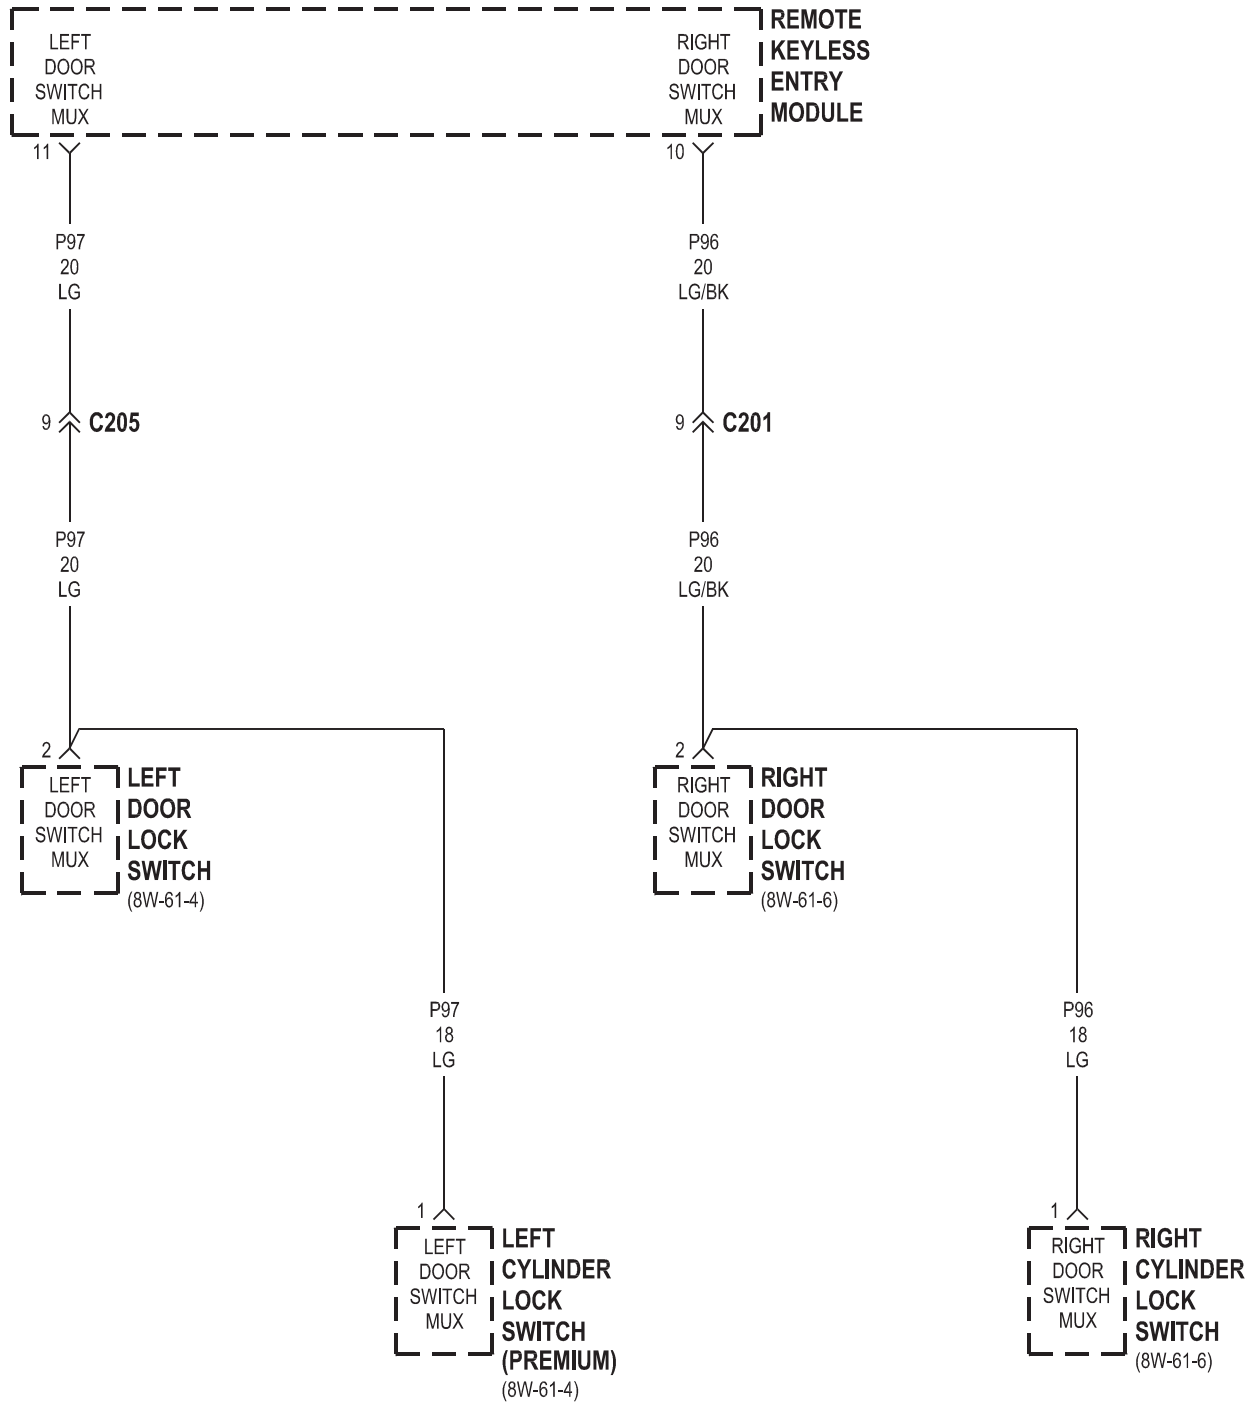 LEFT
DOOR
SWITCH
MUX
RIGHT
DOOR
SWITCH
MUX
REMOTE
KEYLESS
ENTRY
MODULE
11
10
P97
20
LG
P96
20
LG/BK
9
C205
9
C201
P97
20
LG
P96
20
LG/BK
2
LEFT
DOOR
SWITCH
MUX
LEFT
DOOR
LOCK
SWITCH
(8W-61-4)
2
RIGHT
DOOR
SWITCH
MUX
RIGHT
DOOR
LOCK
SWITCH
(8W-61-6)
P97
18
LG
P96
18
LG
1
LEFT
DOOR
SWITCH
MUX
LEFT
CYLINDER
LOCK
SWITCH
(PREMIUM)
(8W-61-4)
1
RIGHT
DOOR
SWITCH
MUX
RIGHT
CYLINDER
LOCK
SWITCH
(8W-61-6)